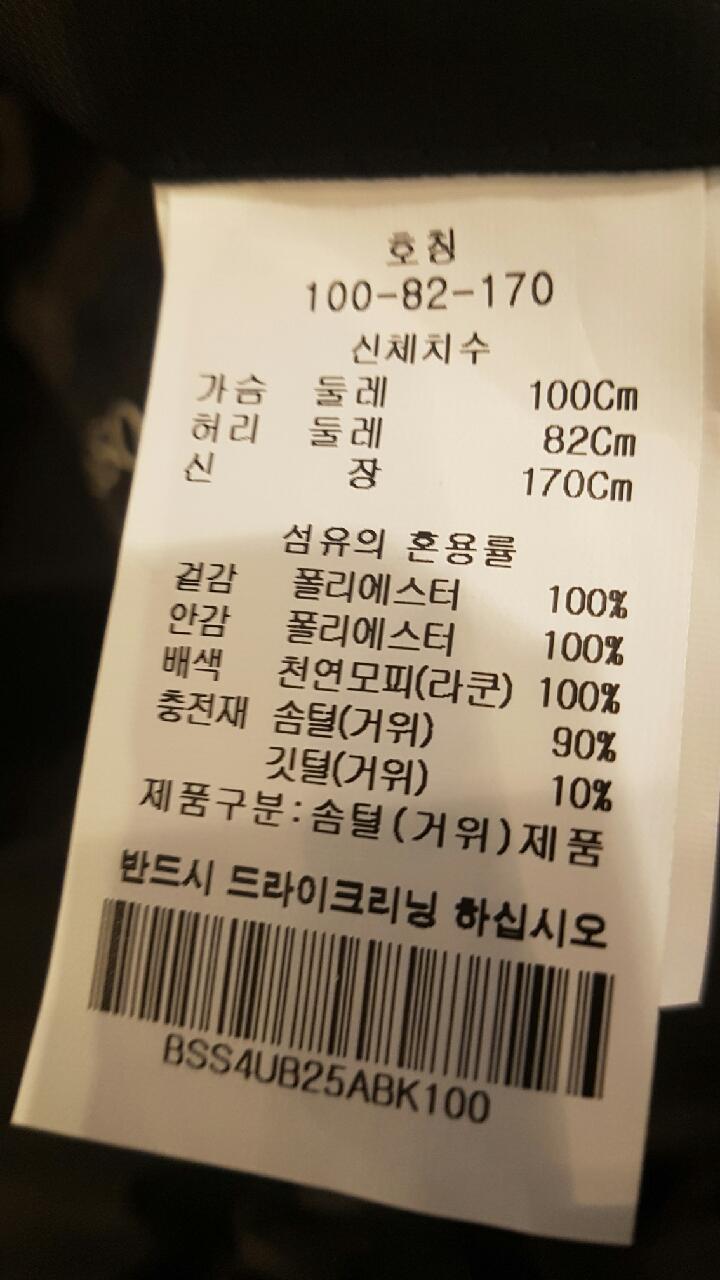 호칭
100-82-170
신체치수
가슴 둘레 100Cm
허리 둘레 82Cm
신 장 170Cm
섬유의 혼용률
겉감 폴리에스터 100%
안감 폴리에스터 100%
배색 천연모피(라쿤) 100%
충전재 솜털(거위) 90%
깃털(거위) 10%
제품구분:솜털(거위)제품
반드시 드라이크리닝 하십시오
BSS4UB25ABK100